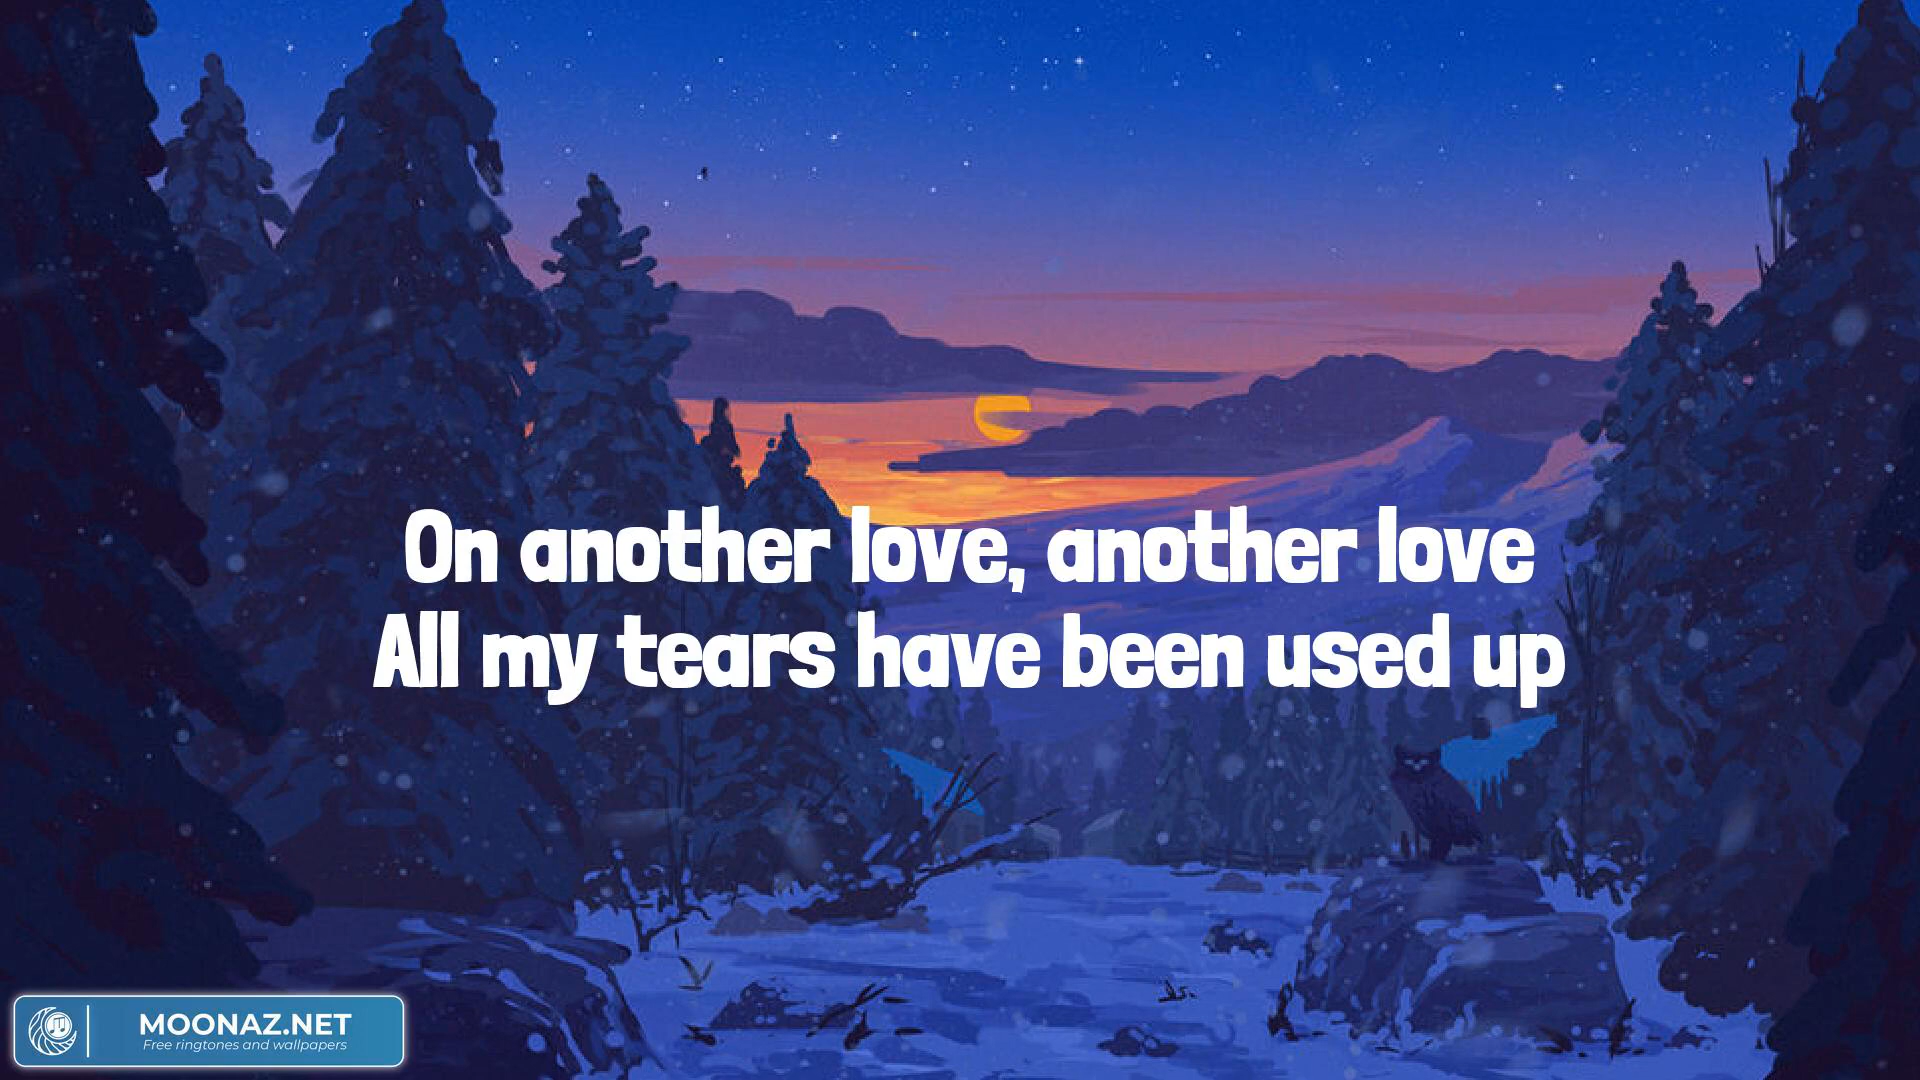 On another love, another love
All my tears have been used up
MOONAZ.NET
Free ringtones and wallpapers